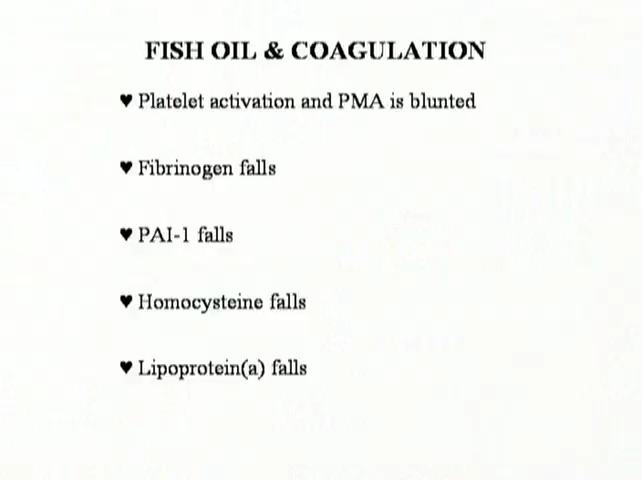 FISH OIL & COAGULATION
♥ Platelet activation and PMA is blunted
♥ Fibrinogen falls
♥ PAI-1 falls
♥ Homocysteine falls
♥ Lipoprotein(a) falls